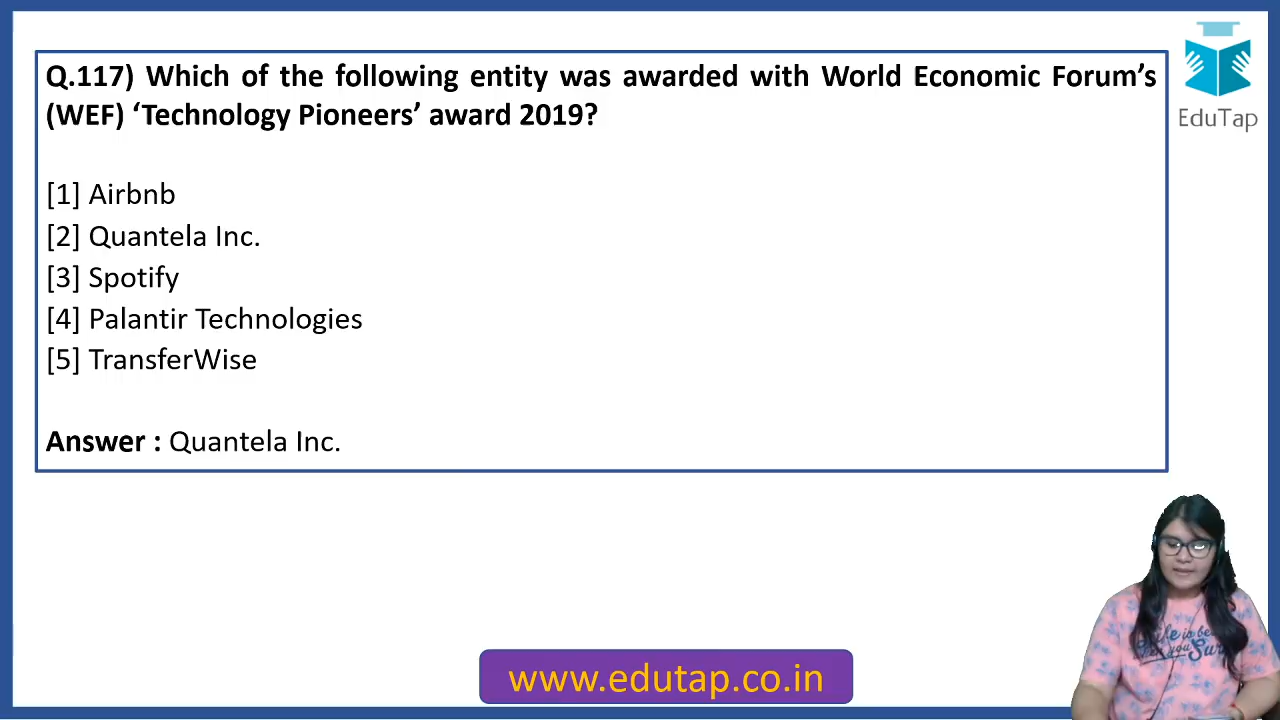 Q.117) Which of the following entity was awarded with World Economic Forum’s
(WEF) ‘Technology Pioneers’ award 2019?
[1] Airbnb
[2] Quantela Inc.
[3] Spotify
[4] Palantir Technologies
[5] TransferWise
Answer : Quantela Inc.
EduTap
www.edutap.co.in